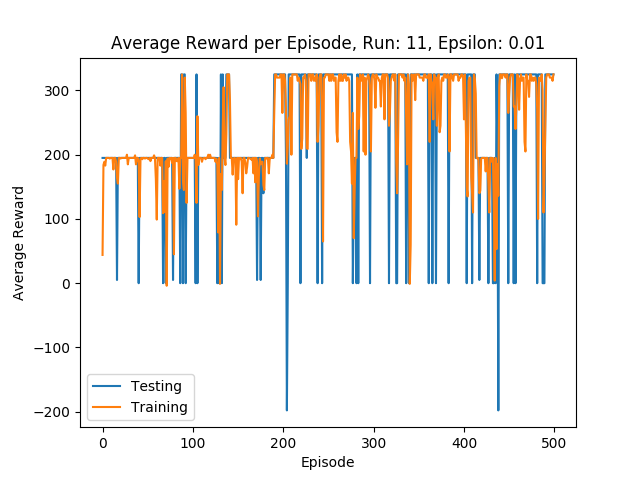 Average Reward per Episode, Run: 11, Epsilon: 0.01
Average Reward
300
200
100
0
−100
−200
Testing
Training
0 100 200 300 400 500
Episode